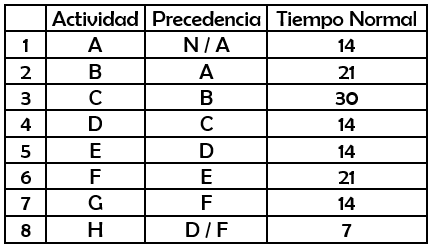 Actividad Precedencia Tiempo Normal
1 A N / A 14
2 B A 21
3 C B 30
4 D C 14
5 E D 14
6 F E 21
7 G F 14
8 H D / F 7